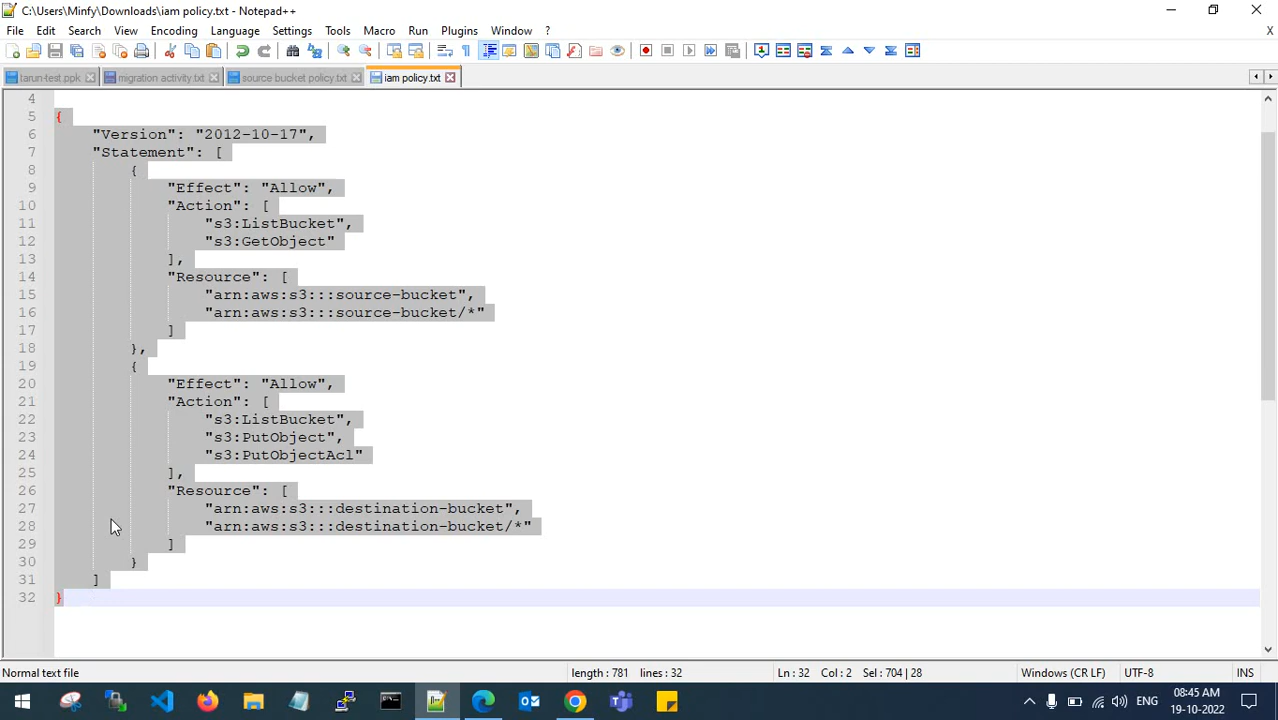 C:\Users\Minfy\Downloads\iam policy.txt - Notepad++
File Edit Search View Encoding Language Settings Tools Macro Run Plugins Window ? X
tarun-test.ppk migration activity.txt source bucket policy.txt iam policy.txt
4
5 {
6 "Version": "2012-10-17",
7 "Statement": [
8 {
9 "Effect": "Allow",
10 "Action": [
11 "s3:ListBucket",
12 "s3:GetObject"
13 ],
14 "Resource": [
15 "arn:aws:s3:::source-bucket",
16 "arn:aws:s3:::source-bucket/*"
17 ]
18 },
19 {
20 "Effect": "Allow",
21 "Action": [
22 "s3:ListBucket",
23 "s3:PutObject",
24 "s3:PutObjectAcl"
25 ],
26 "Resource": [
27 "arn:aws:s3:::destination-bucket",
28 "arn:aws:s3:::destination-bucket/*"
29 ]
30 }
31 ]
32 }
Normal text file length : 781 lines : 32 Ln : 32 Col : 2 Sel : 704 | 28 Windows (CR LF) UTF-8 INS
ENG 08:45 AM
19-10-2022